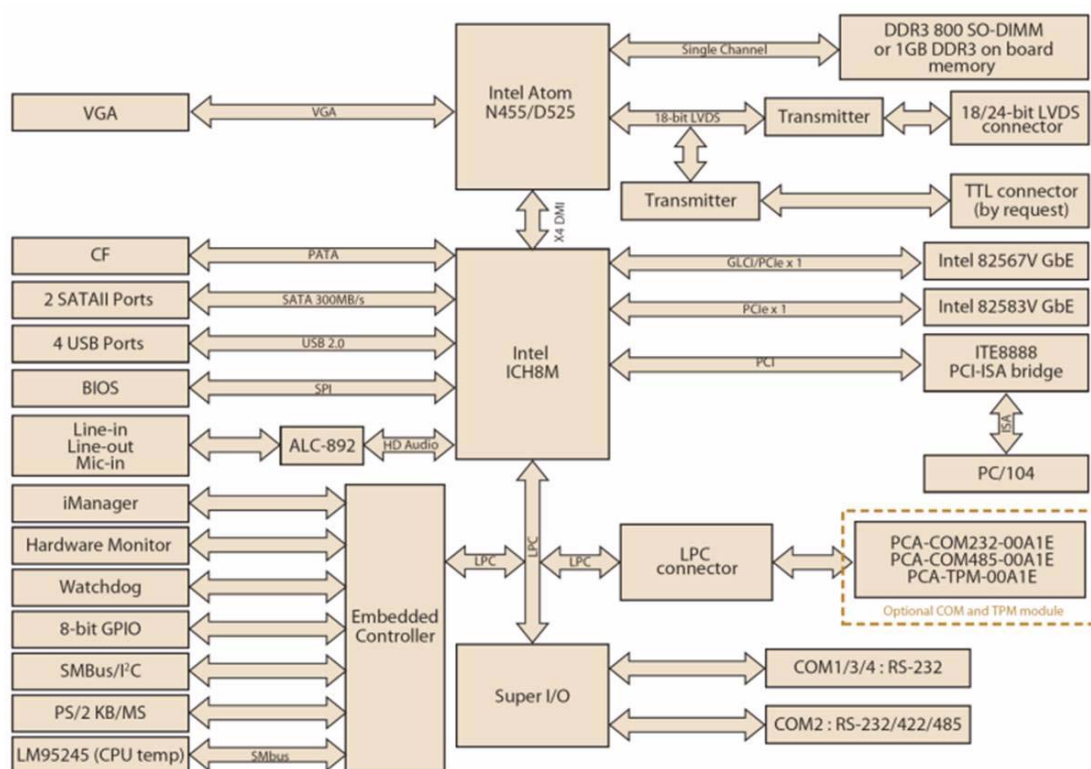 DDR3 800 SO-DIMM
or 1GB DDR3 on board
memory
Single Channel
Intel Atom
N455/D525
VGA
VGA
18-bit LVDS
Transmitter
18/24-bit LVDS
connector
Transmitter
TTL connector
(by request)
X4 DMI
CF
PATA
GLCI/PCIe x 1
Intel 82567V GbE
2 SATAII Ports
SATA 300MB/s
PCIe x 1
Intel 82583V GbE
4 USB Ports
USB 2.0
Intel
ICH8M
PCI
ITE8888
PCI-ISA bridge
BIOS
SPI
Line-in
Line-out
Mic-in
ALC-892
HD Audio
ISA
PC/104
iManager
Hardware Monitor
Watchdog
8-bit GPIO
SMBus/I²C
PS/2 KB/MS
LM95245 (CPU temp)
SMbus
Embedded
Controller
LPC
LPC
LPC
LPC
connector
PCA-COM232-00A1E
PCA-COM485-00A1E
PCA-TPM-00A1E
Optional COM and TPM module
Super I/O
COM1/3/4 : RS-232
COM2 : RS-232/422/485